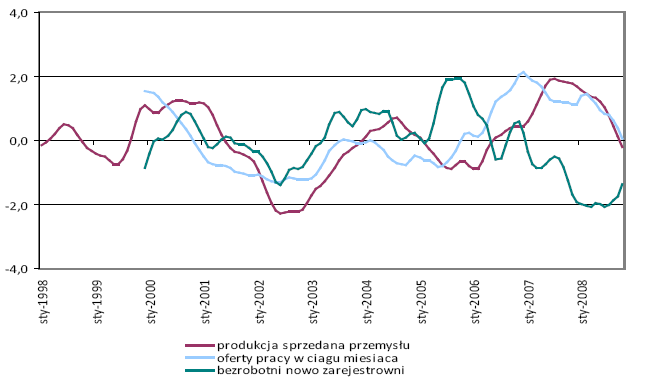 4,0
2,0
0,0
-2,0
-4,0
sty-1998
sty-1999
sty-2000
sty-2001
sty-2002
sty-2003
sty-2004
sty-2005
sty-2006
sty-2007
sty-2008
produkcja sprzedana przemysłu
oferty pracy w ciagu miesiaca
bezrobotni nowo zarejestrowni